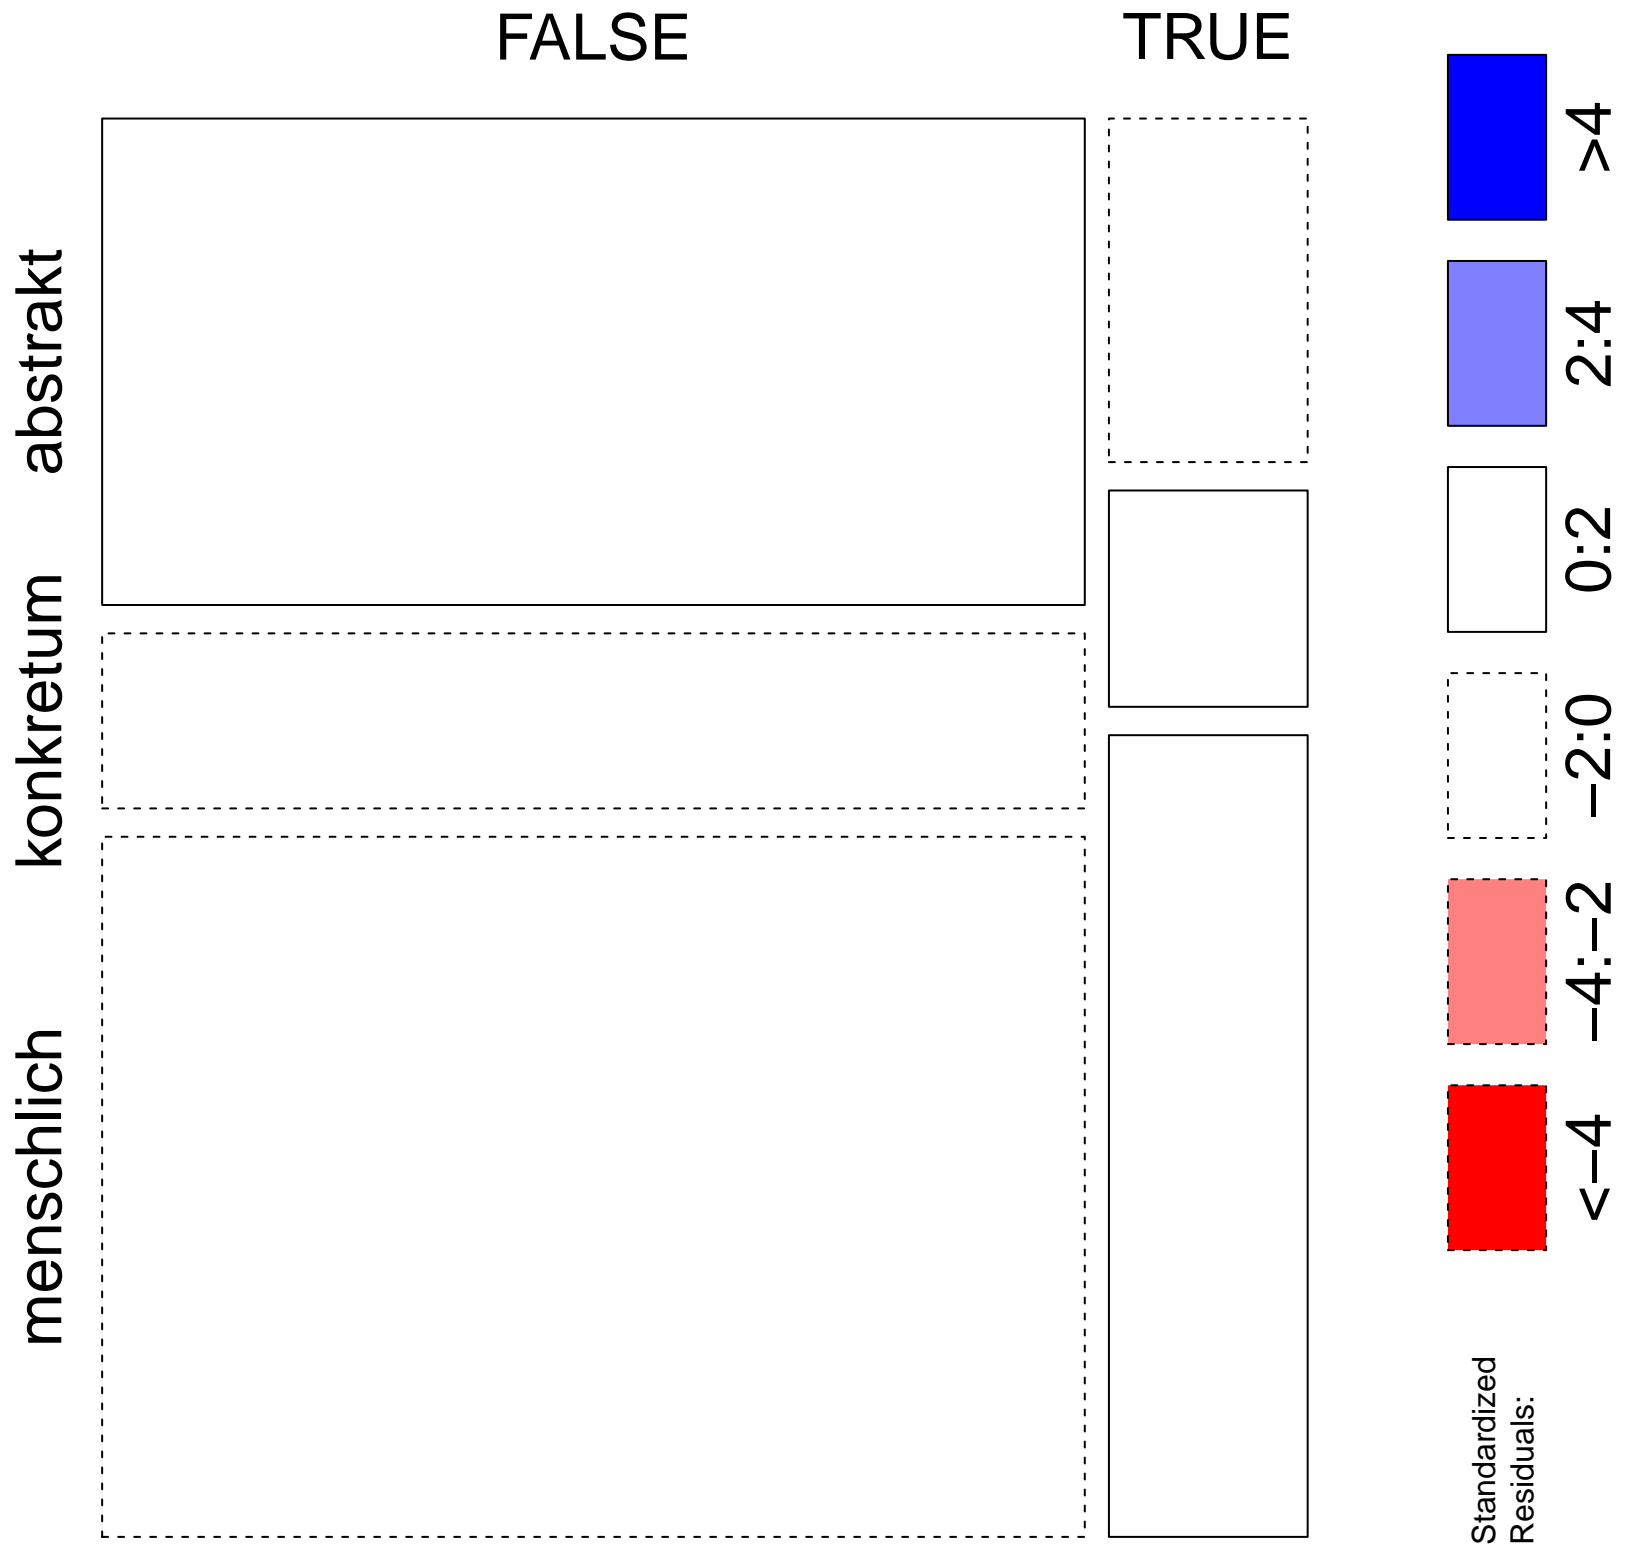 FALSE
TRUE
abstrakt
konkretum
menschlich
>4
2:4
0:2
−2:0
−4:−2
<−4
Standardized
Residuals: